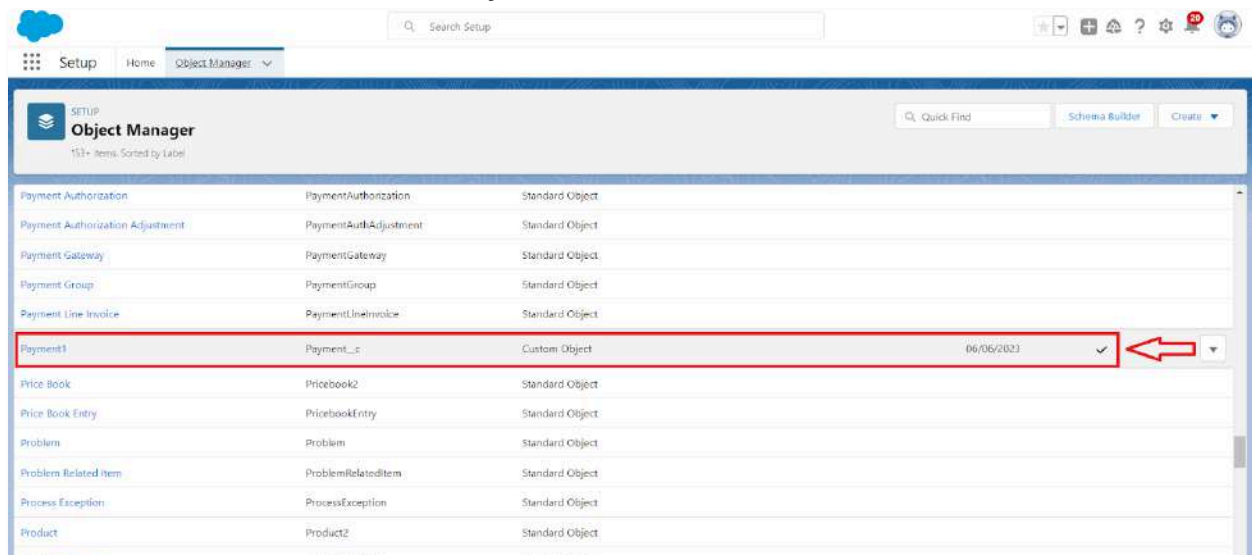 Search Setup
20
Setup Home Object Manager
SETUP
Object Manager
153+ Items. Sorted by Label
Quick Find
Schema Builder
Create
Payment Authorization PaymentAuthorization Standard Object
Payment Authorization Adjustment PaymentAuthAdjustment Standard Object
Payment Gateway PaymentGateway Standard Object
Payment Group PaymentGroup Standard Object
Payment Line Invoice PaymentLineInvoice Standard Object
Payment1 Payment__c Custom Object 06/06/2023
Price Book Pricebook2 Standard Object
Price Book Entry PricebookEntry Standard Object
Problem Problem Standard Object
Problem Related Item ProblemRelatedItem Standard Object
Process Exception ProcessException Standard Object
Product Product2 Standard Object